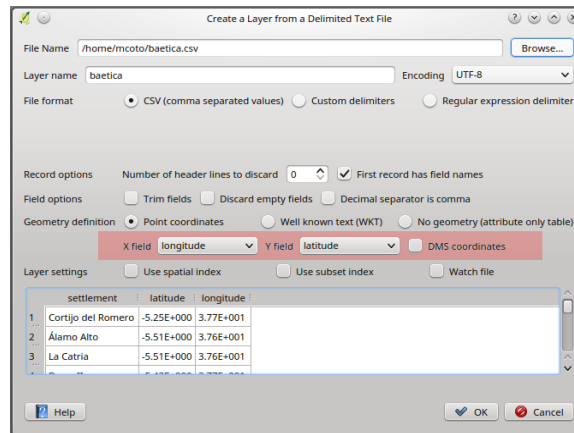 Create a Layer from a Delimited Text File
File Name /home/mcoto/baetica.csv Browse...
Layer name baetica Encoding UTF-8
File format CSV (comma separated values) Custom delimiters Regular expression delimiter
Record options Number of header lines to discard 0 First record has field names
Field options Trim fields Discard empty fields Decimal separator is comma
Geometry definition Point coordinates Well known text (WKT) No geometry (attribute only table)
X field longitude Y field latitude DMS coordinates
Layer settings Use spatial index Use subset index Watch file
settlement latitude longitude
1 Cortijo del Romero -5.25E+000 3.77E+001
2 Álamo Alto -5.51E+000 3.76E+001
3 La Catria -5.51E+000 3.76E+001
Help OK Cancel